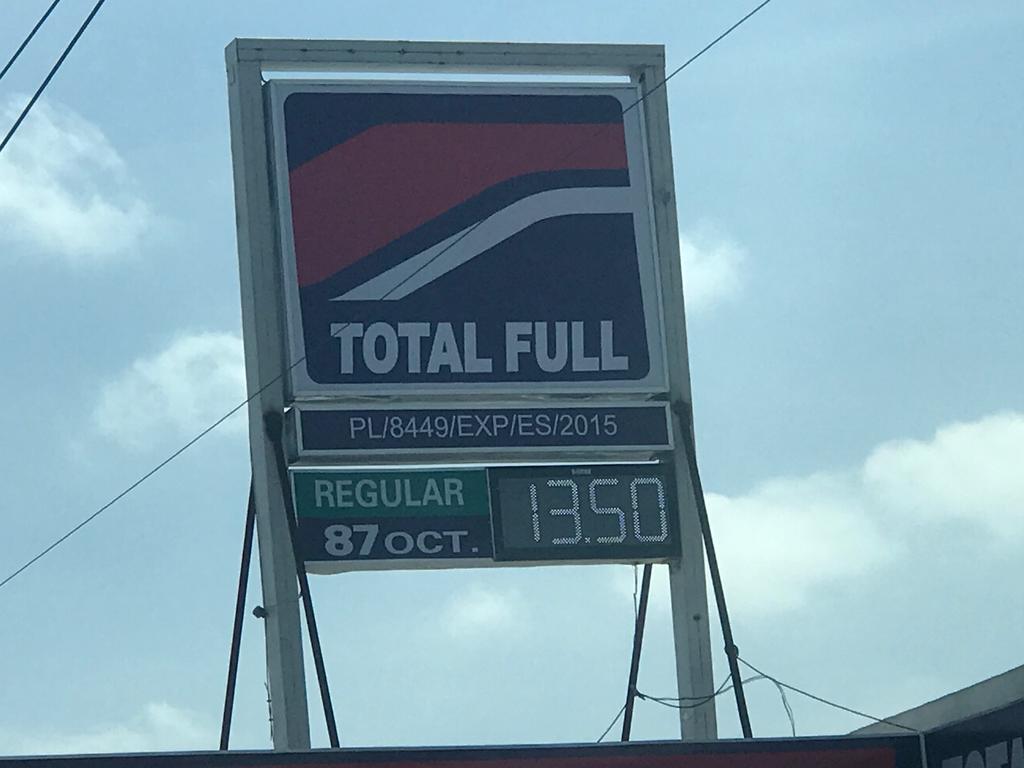 TOTAL FULL
PL/8449/EXP/ES/2015
REGULAR
87 OCT.
13.50